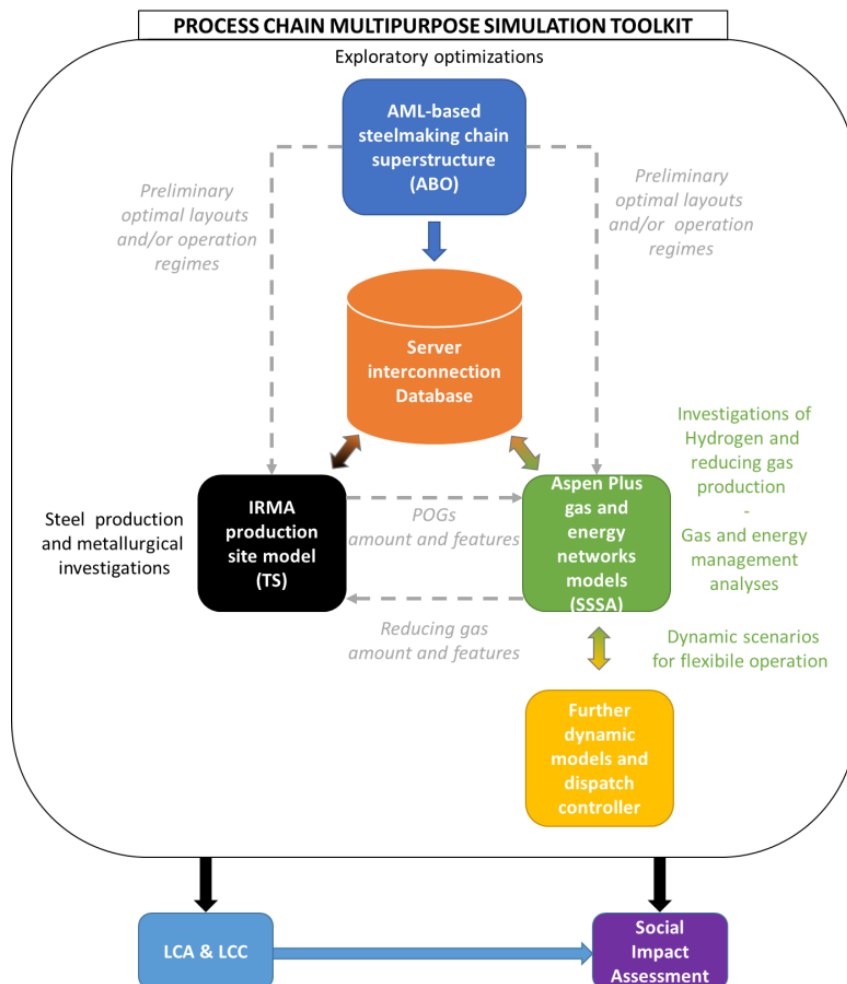 PROCESS CHAIN MULTIPURPOSE SIMULATION TOOLKIT
Exploratory optimizations
AML-based
steelmaking chain
superstructure
(ABO)
Preliminary
optimal layouts
and/or operation
regimes
Preliminary
optimal layouts
and/or operation
regimes
Server
interconnection
Database
Investigations of
Hydrogen and
reducing gas
production
-
Gas and energy
management
analyses
Steel production
and metallurgical
investigations
IRMA
production
site model
(TS)
POGs
amount and features
Aspen Plus
gas and
energy
networks
models
(SSSA)
Reducing gas
amount and features
Dynamic scenarios
for flexibile operation
Further
dynamic
models and
dispatch
controller
LCA & LCC
Social
Impact
Assessment